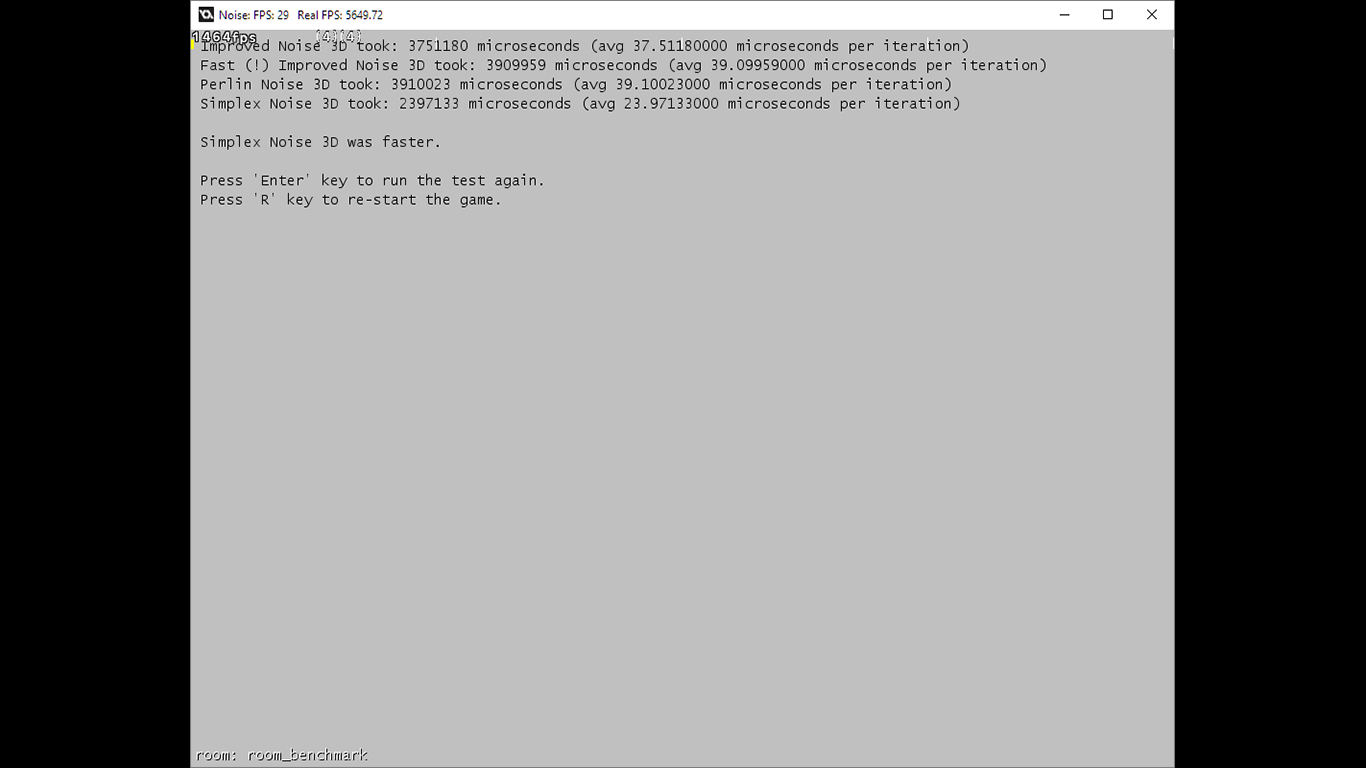 Noise: FPS: 29 Real FPS: 5649.72
1464fps (4)(4)
Improved Noise 3D took: 3751180 microseconds (avg 37.51180000 microseconds per iteration)
Fast (!) Improved Noise 3D took: 3909959 microseconds (avg 39.09959000 microseconds per iteration)
Perlin Noise 3D took: 3910023 microseconds (avg 39.10023000 microseconds per iteration)
Simplex Noise 3D took: 2397133 microseconds (avg 23.97133000 microseconds per iteration)
Simplex Noise 3D was faster.
Press 'Enter' key to run the test again.
Press 'R' key to re-start the game.
room: room_benchmark